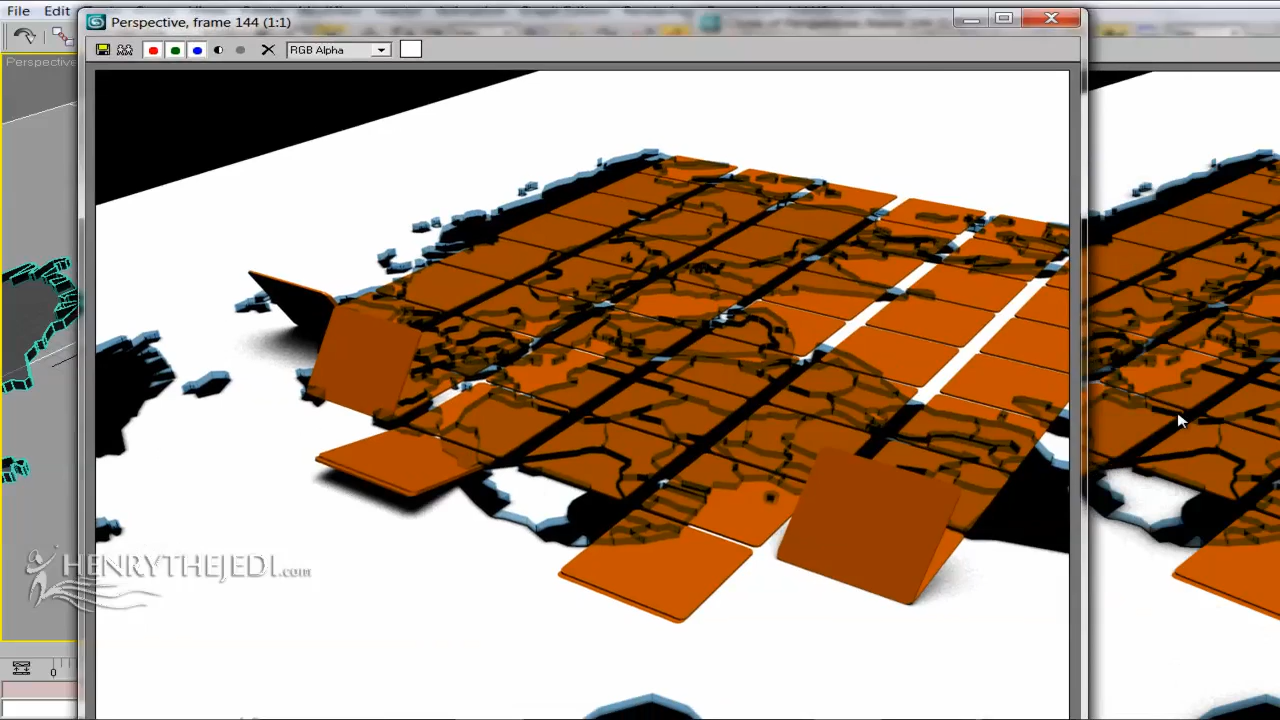 File Edit
Perspective, frame 144 (1:1)
RGB Alpha
Perspective
HENRYTHEJEDI.com
0